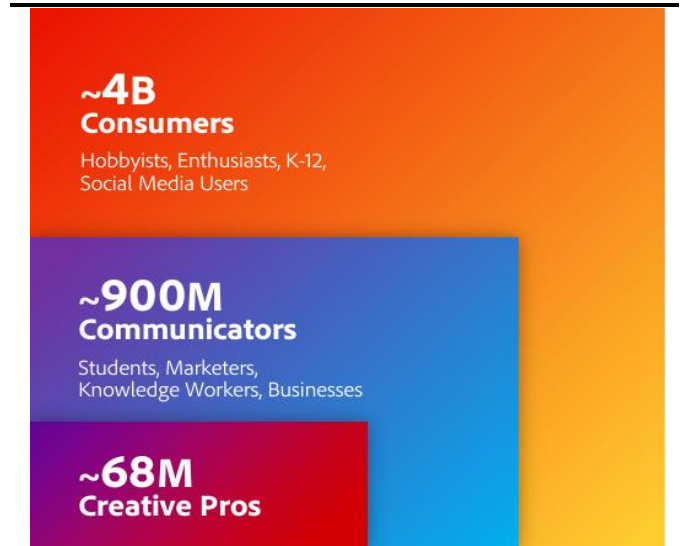 ~4B
Consumers
Hobbyists, Enthusiasts, K-12,
Social Media Users
~900M
Communicators
Students, Marketers,
Knowledge Workers, Businesses
~68M
Creative Pros